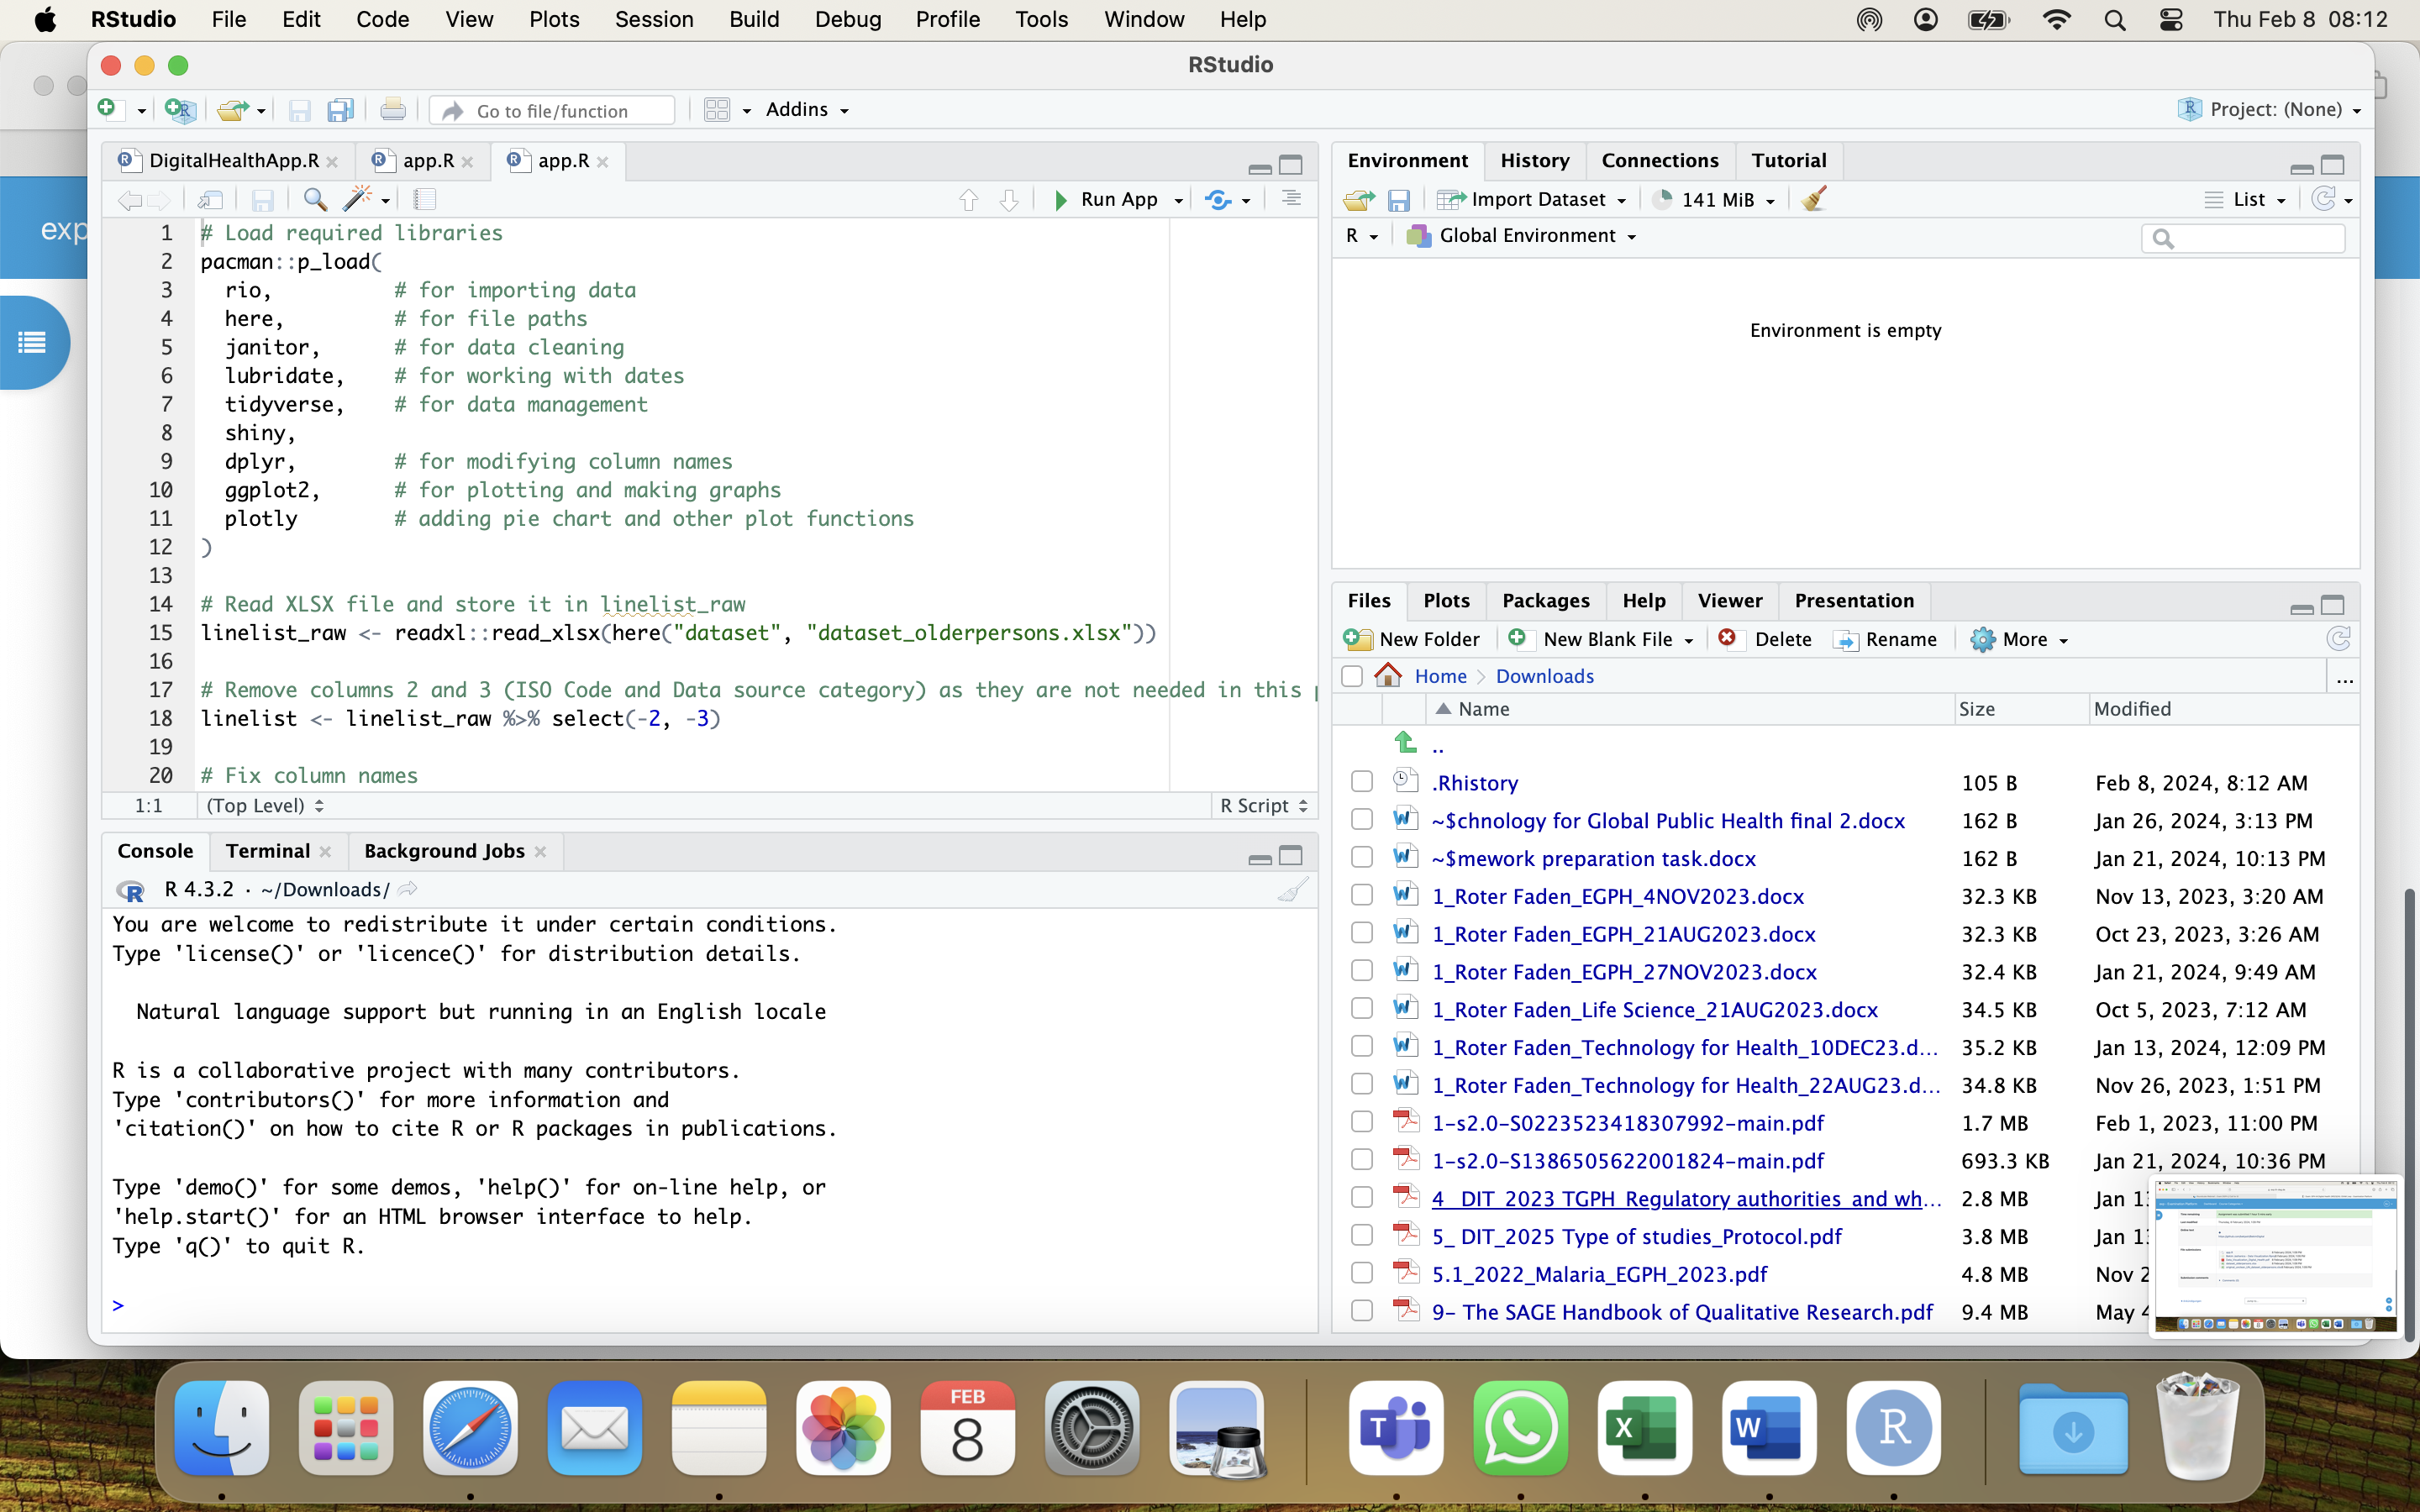 RStudio File Edit Code View Plots Session Build Debug Profile Tools Window Help Thu Feb 8 08:12
RStudio
Go to file/function Addins Project: (None)
exp
DigitalHealthApp.R app.R app.R
Run App
1 # Load required libraries
2 pacman::p_load(
3 rio, # for importing data
4 here, # for file paths
5 janitor, # for data cleaning
6 lubridate, # for working with dates
7 tidyverse, # for data management
8 shiny,
9 dplyr, # for modifying column names
10 ggplot2, # for plotting and making graphs
11 plotly # adding pie chart and other plot functions
12 )
13
14 # Read XLSX file and store it in linelist_raw
15 linelist_raw <- readxl::read_xlsx(here("dataset", "dataset_olderpersons.xlsx"))
16
17 # Remove columns 2 and 3 (ISO Code and Data source category) as they are not needed in this
18 linelist <- linelist_raw %>% select(-2, -3)
19
20 # Fix column names
1:1 (Top Level) R Script
Console Terminal Background Jobs
R 4.3.2 · ~/Downloads/
You are welcome to redistribute it under certain conditions.
Type 'license()' or 'licence()' for distribution details.
Natural language support but running in an English locale
R is a collaborative project with many contributors.
Type 'contributors()' for more information and
'citation()' on how to cite R or R packages in publications.
Type 'demo()' for some demos, 'help()' for on-line help, or
'help.start()' for an HTML browser interface to help.
Type 'q()' to quit R.
>
Environment History Connections Tutorial
Import Dataset 141 MiB List
R Global Environment
Environment is empty
Files Plots Packages Help Viewer Presentation
New Folder New Blank File Delete Rename More
Home Downloads ...
Name Size Modified
..
.Rhistory 105 B Feb 8, 2024, 8:12 AM
~$chnology for Global Public Health final 2.docx 162 B Jan 26, 2024, 3:13 PM
~$mework preparation task.docx 162 B Jan 21, 2024, 10:13 PM
1_Roter Faden_EGPH_4NOV2023.docx 32.3 KB Nov 13, 2023, 3:20 AM
1_Roter Faden_EGPH_21AUG2023.docx 32.3 KB Oct 23, 2023, 3:26 AM
1_Roter Faden_EGPH_27NOV2023.docx 32.4 KB Jan 21, 2024, 9:49 AM
1_Roter Faden_Life Science_21AUG2023.docx 34.5 KB Oct 5, 2023, 7:12 AM
1_Roter Faden_Technology for Health_10DEC23.d... 35.2 KB Jan 13, 2024, 12:09 PM
1_Roter Faden_Technology for Health_22AUG23.d... 34.8 KB Nov 26, 2023, 1:51 PM
1-s2.0-S0223523418307992-main.pdf 1.7 MB Feb 1, 2023, 11:00 PM
1-s2.0-S1386505622001824-main.pdf 693.3 KB Jan 21, 2024, 10:36 PM
4_ DIT_2023 TGPH_Regulatory authorities_and wh... 2.8 MB Jan 1
5_ DIT_2025 Type of studies_Protocol.pdf 3.8 MB Jan 1
5.1_2022_Malaria_EGPH_2023.pdf 4.8 MB Nov 2
9- The SAGE Handbook of Qualitative Research.pdf 9.4 MB May 4
FEB
8
T
X
W
R